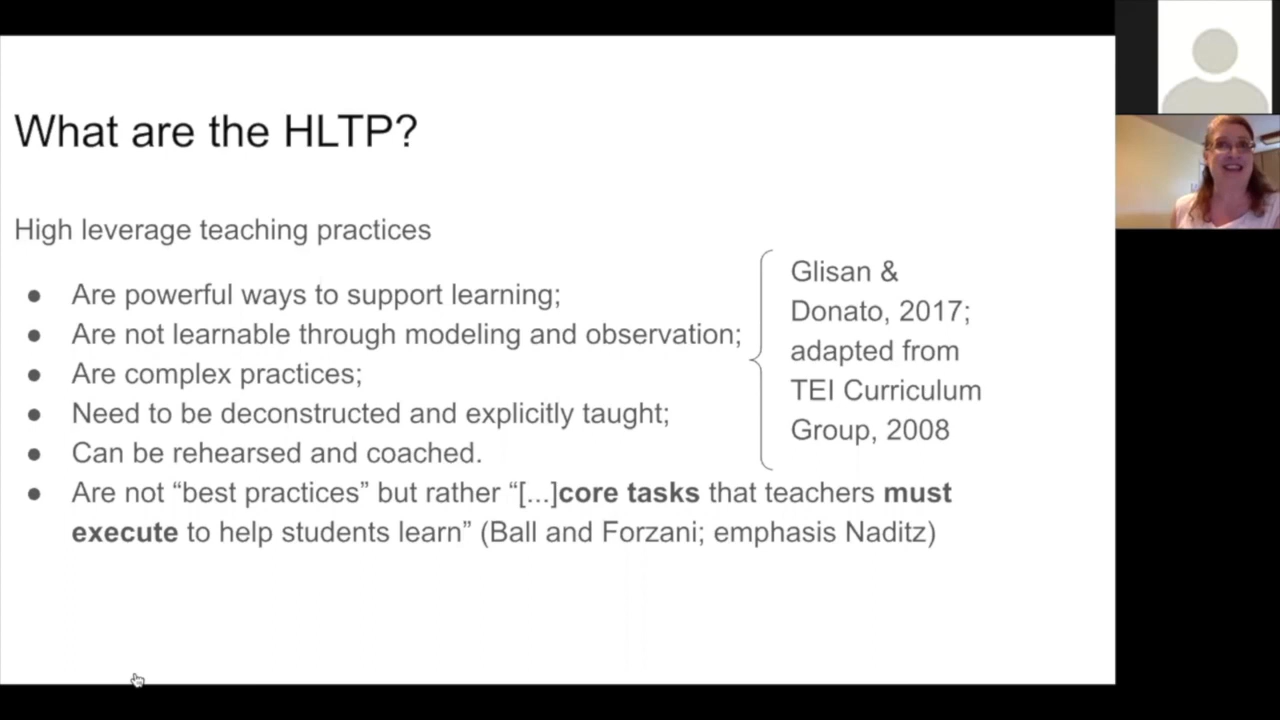 What are the HLTP?
High leverage teaching practices
● Are powerful ways to support learning;
● Are not learnable through modeling and observation;
● Are complex practices;
● Need to be deconstructed and explicitly taught;
● Can be rehearsed and coached.
Glisan &
Donato, 2017;
adapted from
TEI Curriculum
Group, 2008
● Are not “best practices” but rather “[...]core tasks that teachers must
execute to help students learn” (Ball and Forzani; emphasis Naditz)